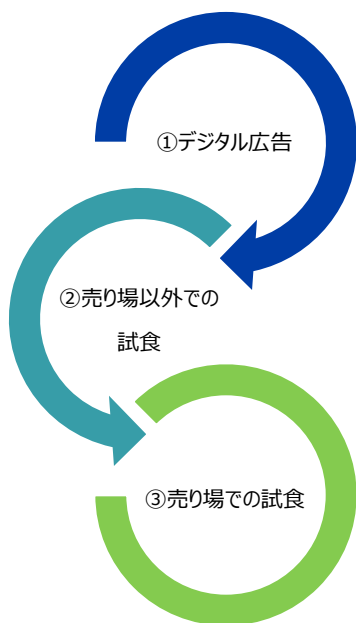 ①デジタル広告
②売り場以外での
試食
③売り場での試食